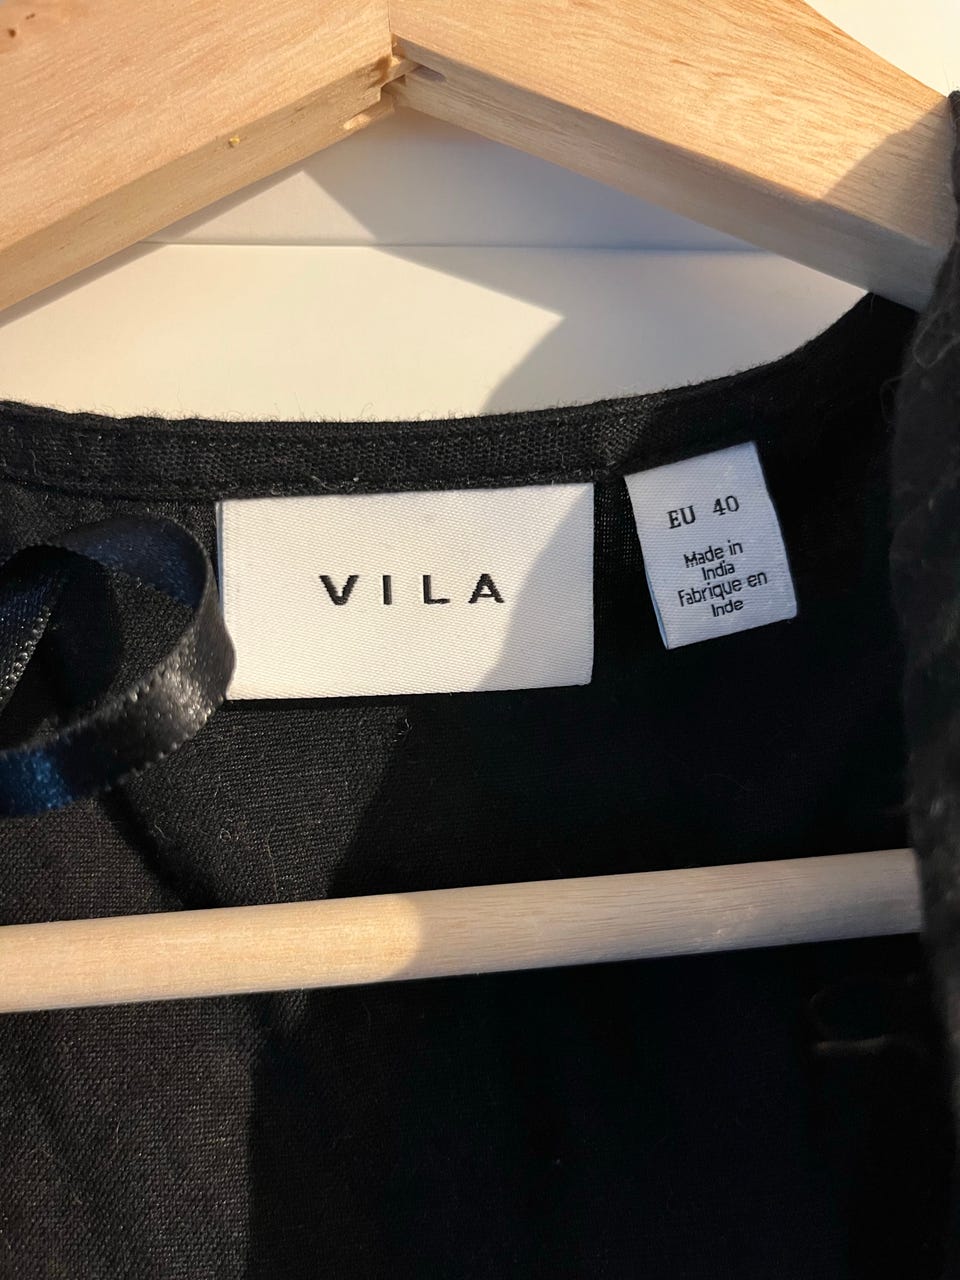 VILA
EU 40
Made in
India
Fabrique en
Inde